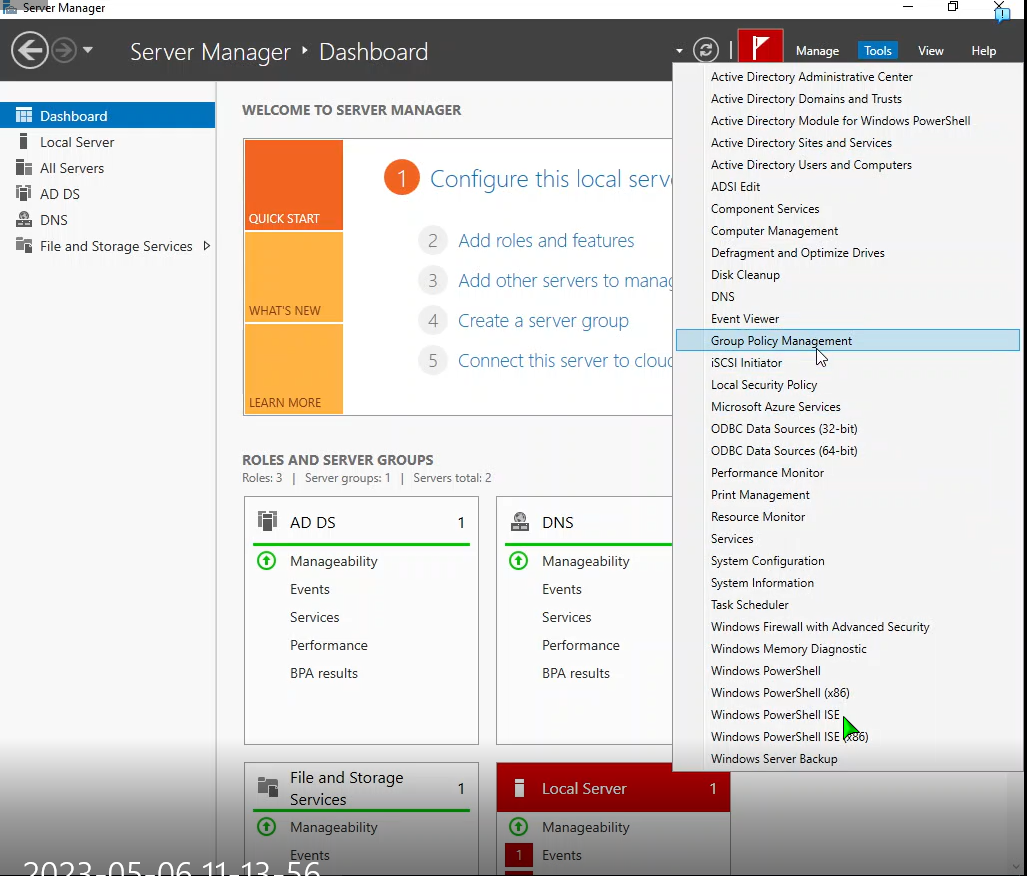 Server Manager
Server Manager ‣ Dashboard
Manage
Tools
View
Help
Dashboard
Local Server
All Servers
AD DS
DNS
File and Storage Services
WELCOME TO SERVER MANAGER
QUICK START
WHAT'S NEW
LEARN MORE
1 Configure this local serve
2 Add roles and features
3 Add other servers to manag
4 Create a server group
5 Connect this server to cloud
ROLES AND SERVER GROUPS
Roles: 3 | Server groups: 1 | Servers total: 2
AD DS 1
Manageability
Events
Services
Performance
BPA results
DNS
Manageability
Events
Services
Performance
BPA results
File and Storage
Services 1
Manageability
Events
Local Server 1
Manageability
1 Events
Active Directory Administrative Center
Active Directory Domains and Trusts
Active Directory Module for Windows PowerShell
Active Directory Sites and Services
Active Directory Users and Computers
ADSI Edit
Component Services
Computer Management
Defragment and Optimize Drives
Disk Cleanup
DNS
Event Viewer
Group Policy Management
iSCSI Initiator
Local Security Policy
Microsoft Azure Services
ODBC Data Sources (32-bit)
ODBC Data Sources (64-bit)
Performance Monitor
Print Management
Resource Monitor
Services
System Configuration
System Information
Task Scheduler
Windows Firewall with Advanced Security
Windows Memory Diagnostic
Windows PowerShell
Windows PowerShell (x86)
Windows PowerShell ISE
Windows PowerShell ISE (x86)
Windows Server Backup
2023-05-06 11-13-56